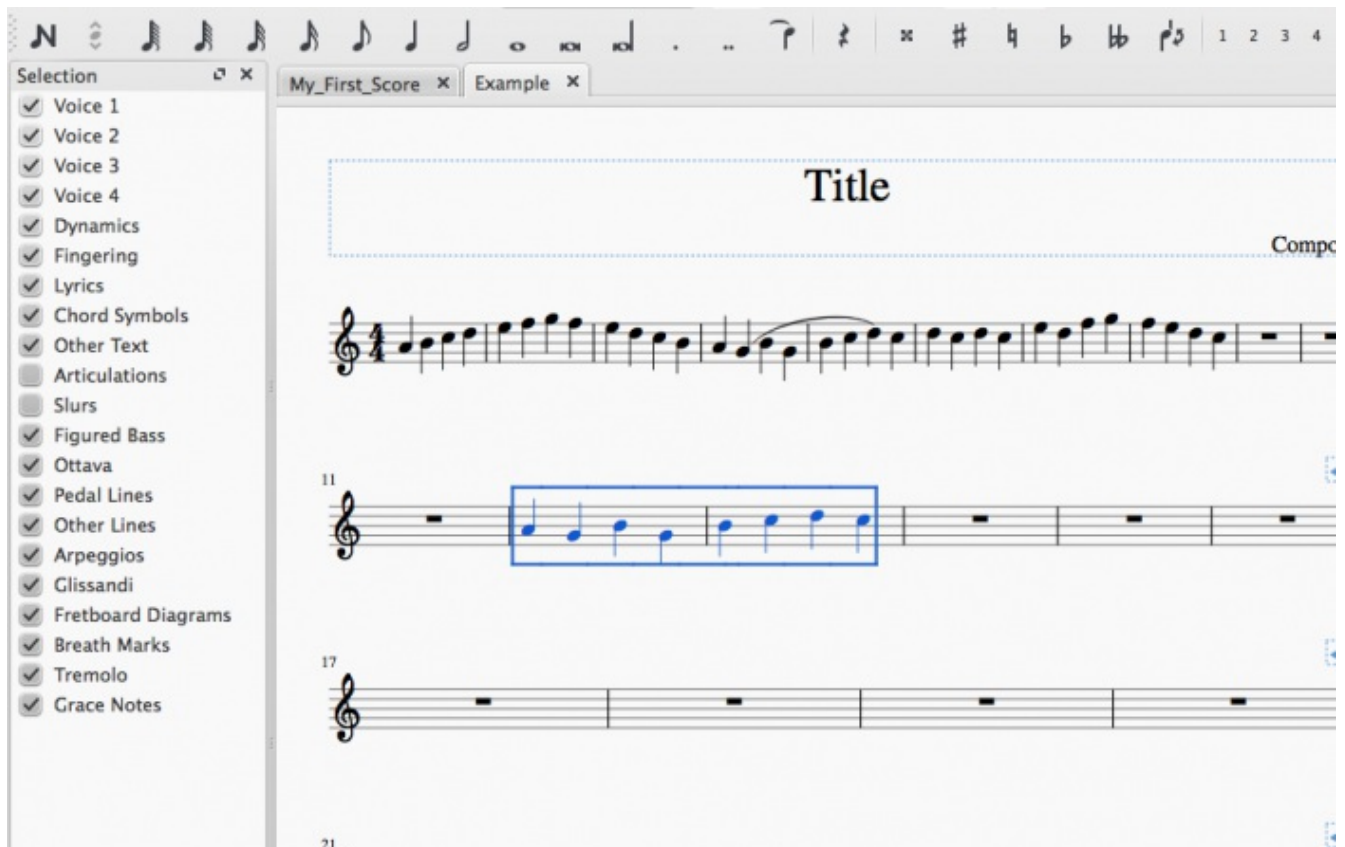 N 1 2 3 4
Selection
My_First_Score Example
Voice 1
Voice 2
Voice 3
Voice 4
Dynamics
Fingering
Lyrics
Chord Symbols
Other Text
Articulations
Slurs
Figured Bass
Ottava
Pedal Lines
Other Lines
Arpeggios
Glissandi
Fretboard Diagrams
Breath Marks
Tremolo
Grace Notes
Title
Compo
4
4
11
17
21